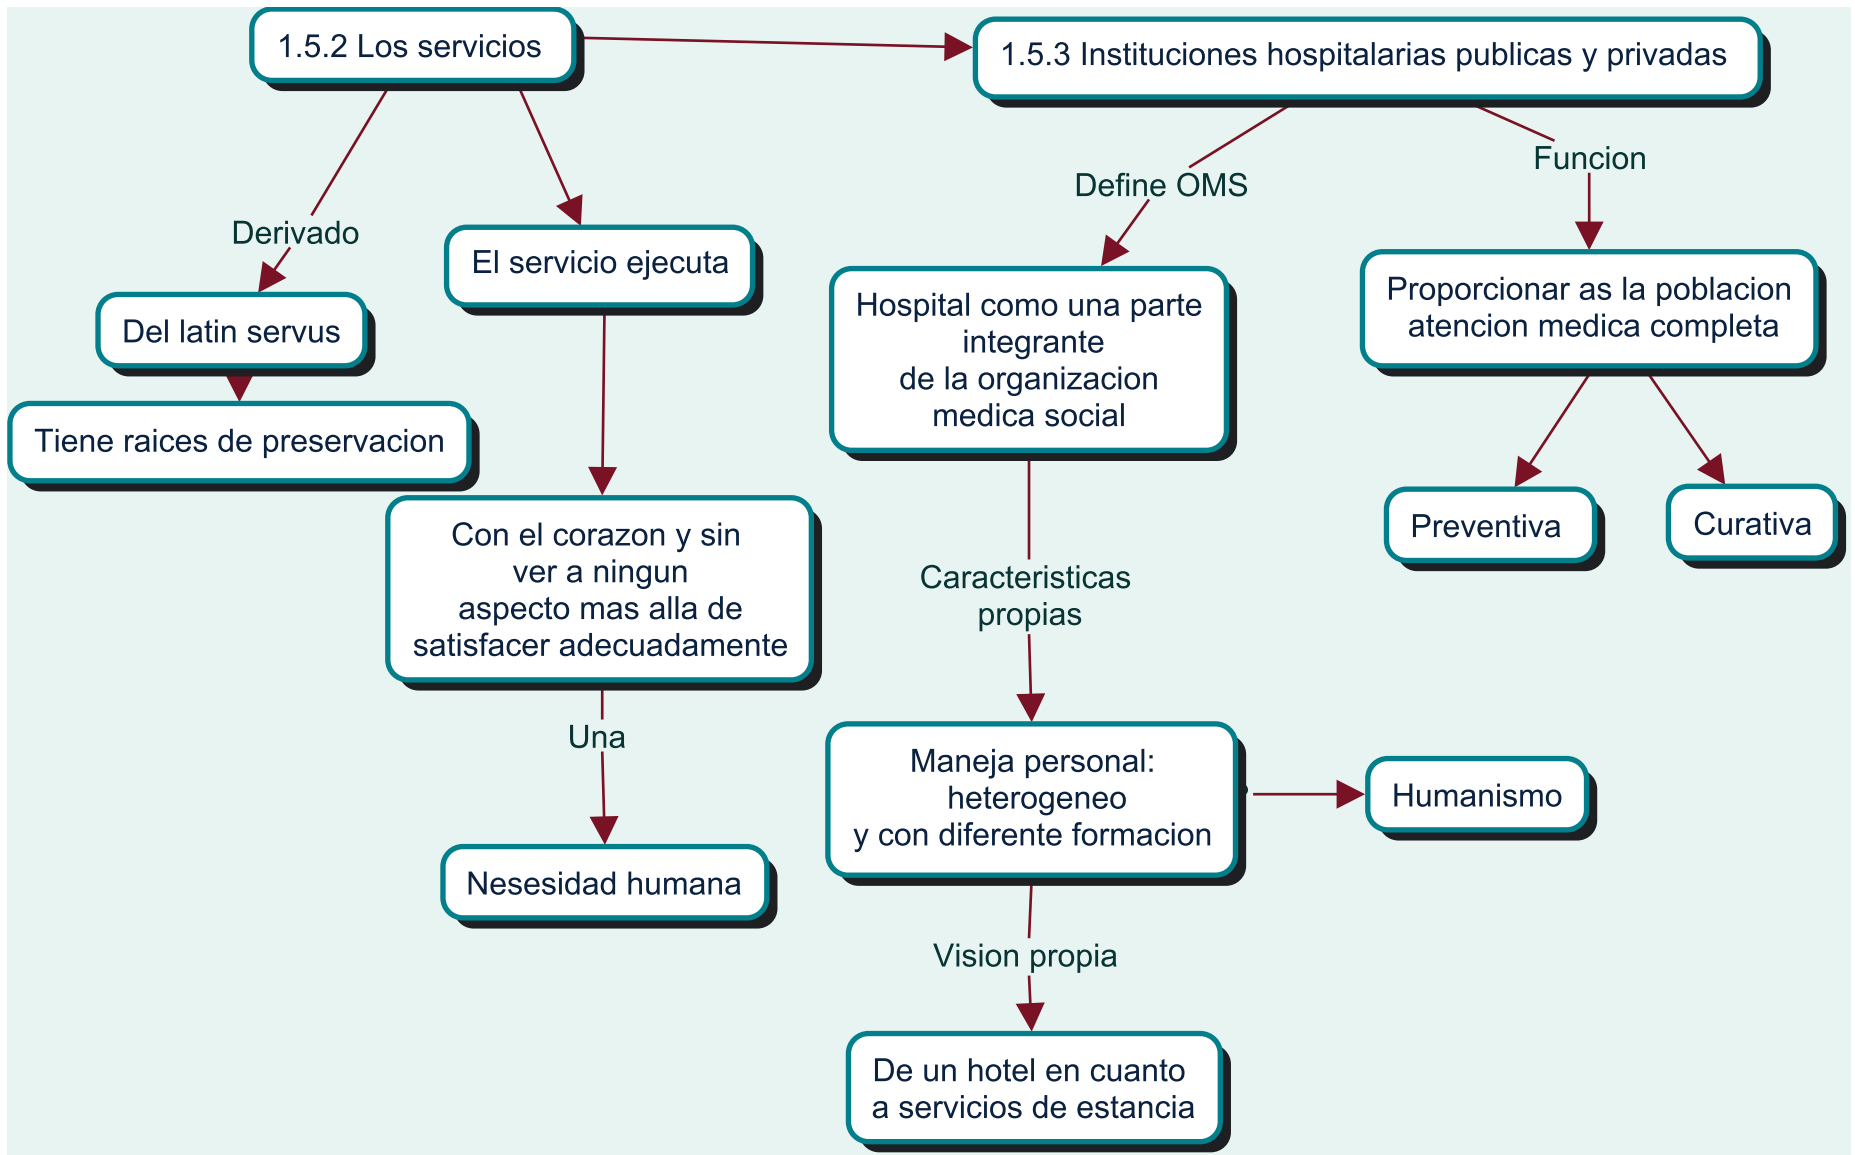 1.5.2 Los servicios
1.5.3 Instituciones hospitalarias publicas y privadas
Derivado
Del latin servus
Tiene raices de preservacion
El servicio ejecuta
Con el corazon y sin
ver a ningun
aspecto mas alla de
satisfacer adecuadamente
Una
Nesesidad humana
Define OMS
Hospital como una parte
integrante
de la organizacion
medica social
Caracteristicas
propias
Maneja personal:
heterogeneo
y con diferente formacion
Humanismo
Vision propia
De un hotel en cuanto
a servicios de estancia
Funcion
Proporcionar as la poblacion
atencion medica completa
Preventiva
Curativa